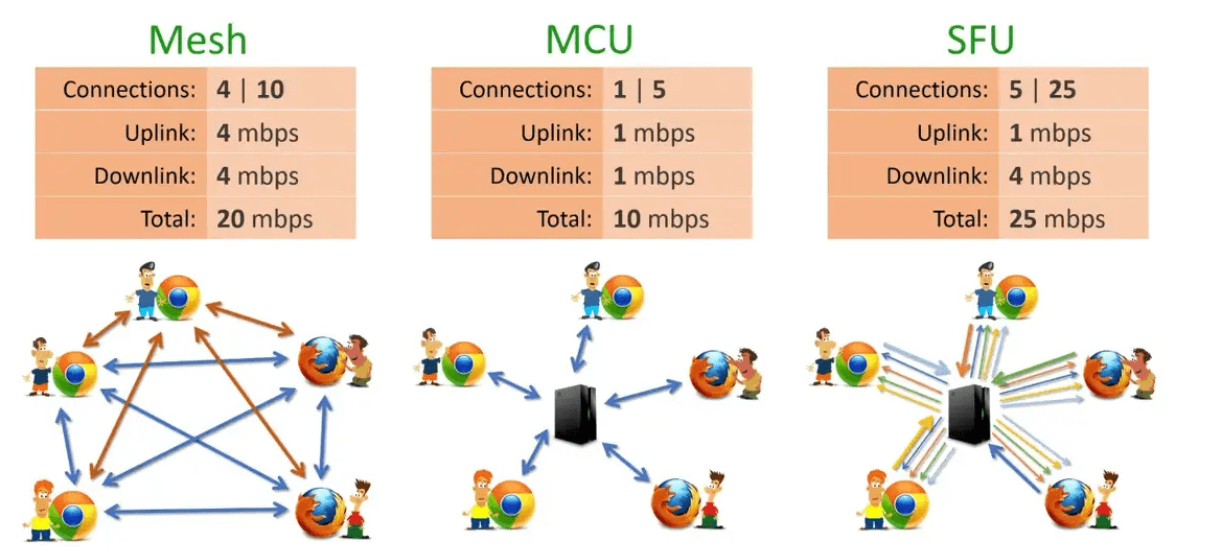 Mesh
Connections: 4 | 10
Uplink: 4 mbps
Downlink: 4 mbps
Total: 20 mbps
MCU
Connections: 1 | 5
Uplink: 1 mbps
Downlink: 1 mbps
Total: 10 mbps
SFU
Connections: 5 | 25
Uplink: 1 mbps
Downlink: 4 mbps
Total: 25 mbps